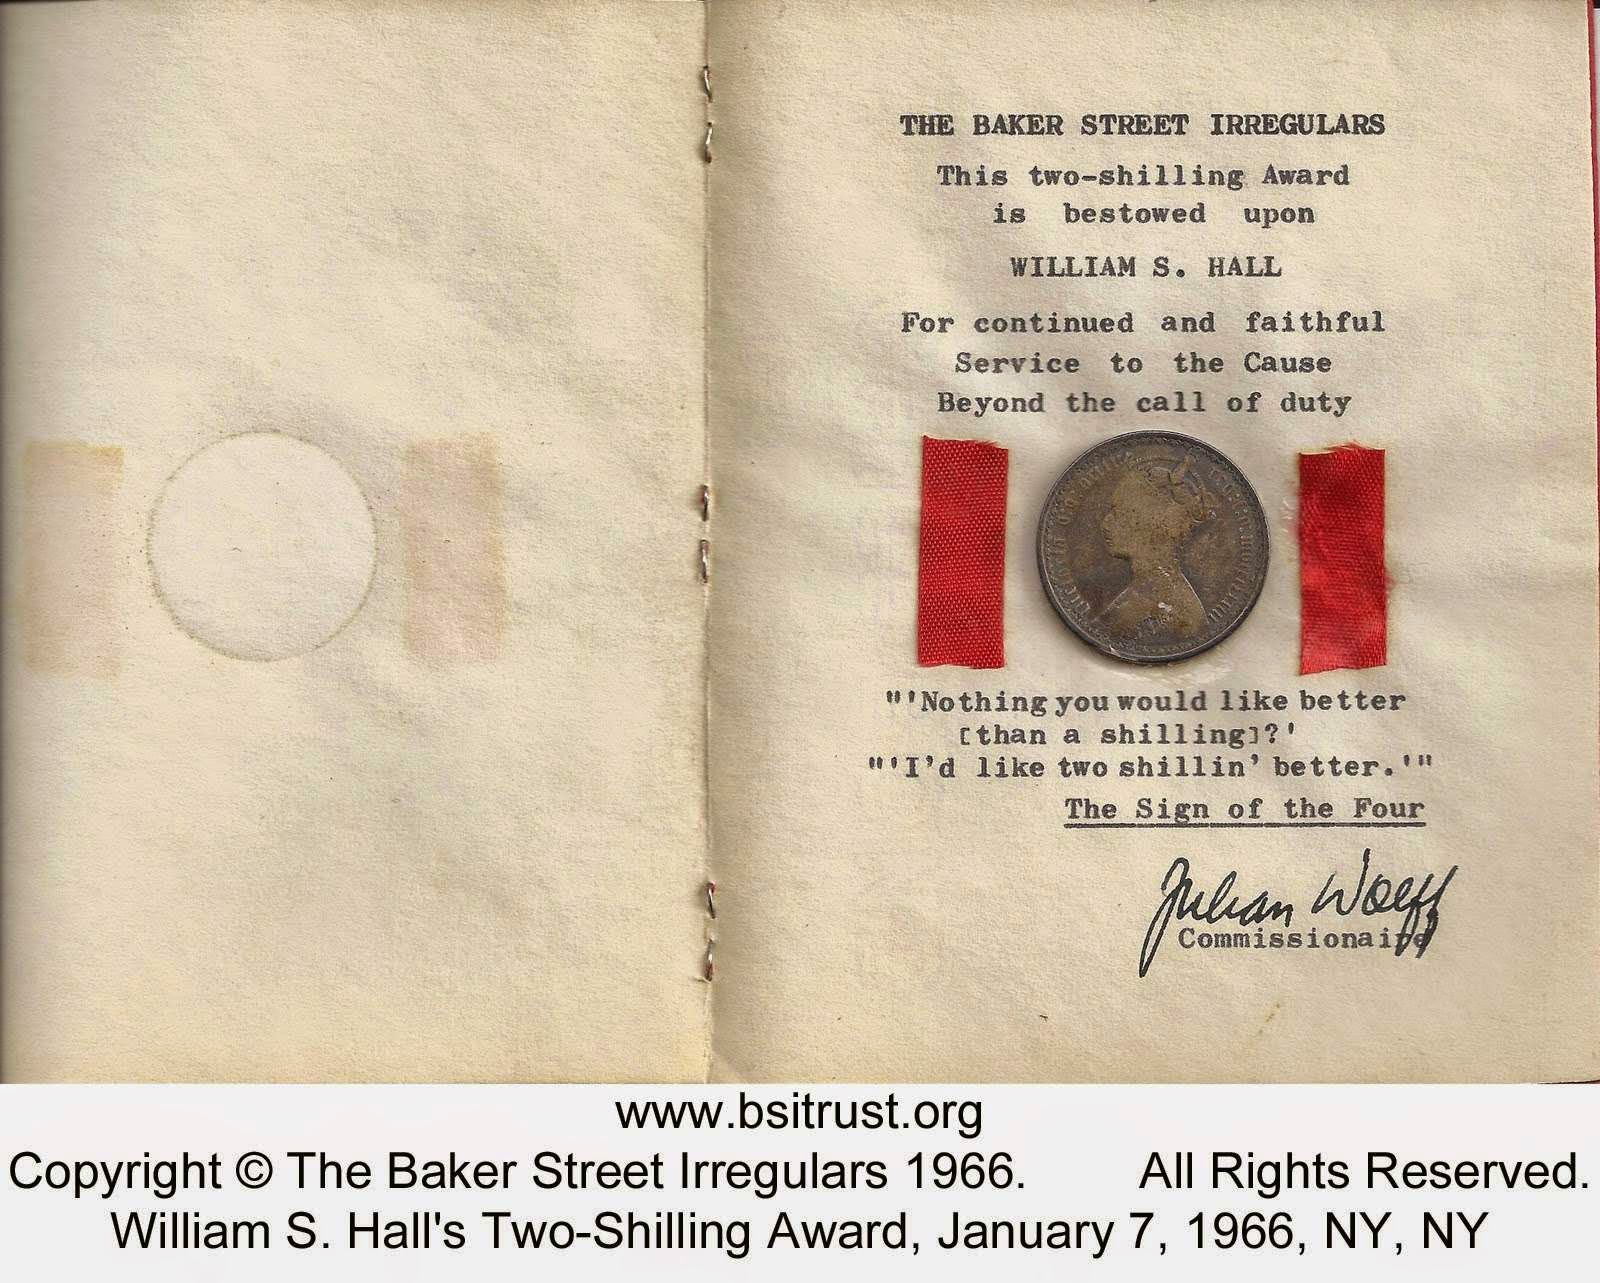 THE BAKER STREET IRREGULARS
This two-shilling Award
is bestowed upon
WILLIAM S. HALL
For continued and faithful
Service to the Cause
Beyond the call of duty
"'Nothing you would like better
[than a shilling]?'
"'I'd like two shillin' better.'"
The Sign of the Four
Julian Wolff
Commissionaire
www.bsitrust.org
Copyright © The Baker Street Irregulars 1966. All Rights Reserved.
William S. Hall's Two-Shilling Award, January 7, 1966, NY, NY